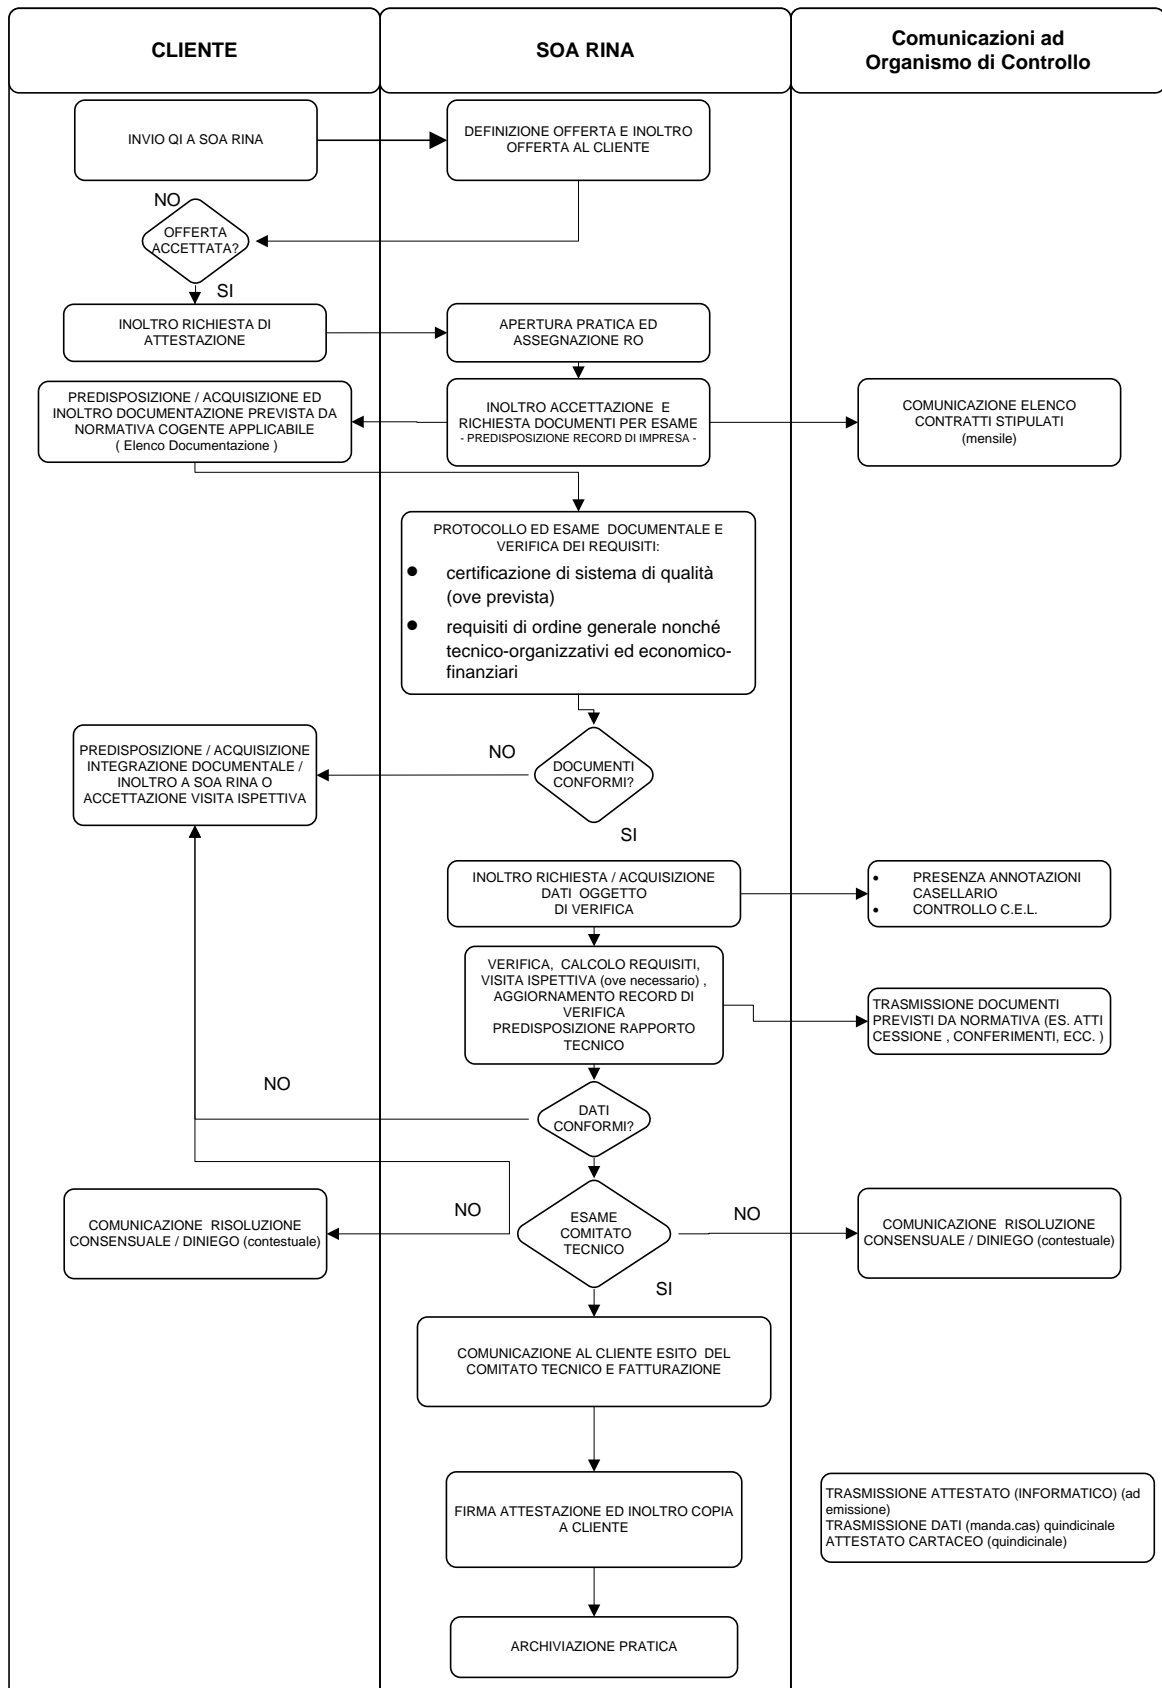 CLIENTE
SOA RINA
Comunicazioni ad
Organismo di Controllo
INVIO QI A SOA RINA
DEFINIZIONE OFFERTA E INOLTRO
OFFERTA AL CLIENTE
NO
OFFERTA
ACCETTATA?
SI
INOLTRO RICHIESTA DI
ATTESTAZIONE
APERTURA PRATICA ED
ASSEGNAZIONE RO
PREDISPOSIZIONE / ACQUISIZIONE ED
INOLTRO DOCUMENTAZIONE PREVISTA DA
NORMATIVA COGENTE APPLICABILE
( Elenco Documentazione )
INOLTRO ACCETTAZIONE E
RICHIESTA DOCUMENTI PER ESAME
- PREDISPOSIZIONE RECORD DI IMPRESA -
COMUNICAZIONE ELENCO
CONTRATTI STIPULATI
(mensile)
PROTOCOLLO ED ESAME DOCUMENTALE E
VERIFICA DEI REQUISITI:
● certificazione di sistema di qualità
(ove prevista)
● requisiti di ordine generale nonché
tecnico-organizzativi ed economico-
finanziari
PREDISPOSIZIONE / ACQUISIZIONE
INTEGRAZIONE DOCUMENTALE /
INOLTRO A SOA RINA O
ACCETTAZIONE VISITA ISPETTIVA
NO
DOCUMENTI
CONFORMI?
SI
INOLTRO RICHIESTA / ACQUISIZIONE
DATI OGGETTO
DI VERIFICA
• PRESENZA ANNOTAZIONI
CASELLARIO
• CONTROLLO C.E.L.
VERIFICA, CALCOLO REQUISITI,
VISITA ISPETTIVA (ove necessario) ,
AGGIORNAMENTO RECORD DI
VERIFICA
PREDISPOSIZIONE RAPPORTO
TECNICO
TRASMISSIONE DOCUMENTI
PREVISTI DA NORMATIVA (ES. ATTI
CESSIONE , CONFERIMENTI, ECC. )
NO
DATI
CONFORMI?
COMUNICAZIONE RISOLUZIONE
CONSENSUALE / DINIEGO (contestuale)
NO
ESAME
COMITATO
TECNICO
NO
COMUNICAZIONE RISOLUZIONE
CONSENSUALE / DINIEGO (contestuale)
SI
COMUNICAZIONE AL CLIENTE ESITO DEL
COMITATO TECNICO E FATTURAZIONE
FIRMA ATTESTAZIONE ED INOLTRO COPIA
A CLIENTE
TRASMISSIONE ATTESTATO (INFORMATICO) (ad
emissione)
TRASMISSIONE DATI (manda.cas) quindicinale
ATTESTATO CARTACEO (quindicinale)
ARCHIVIAZIONE PRATICA